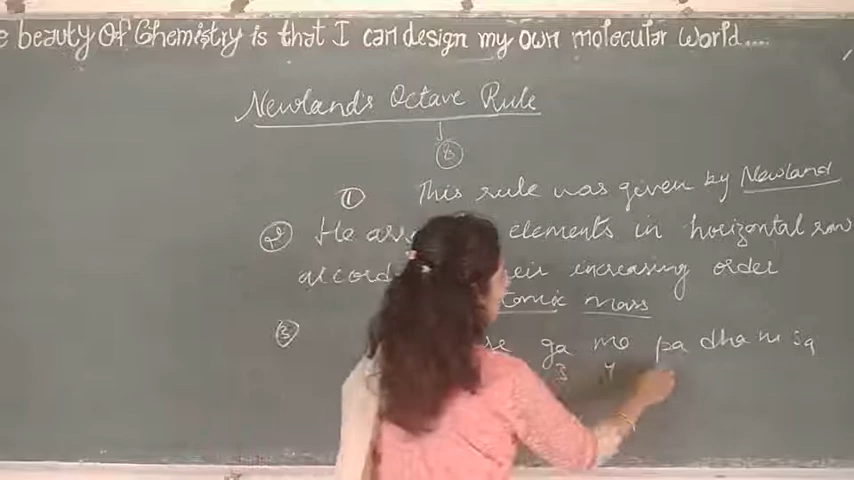 beauty Of Chemistry is that I can design my Own molecular world....
Newland's Octave Rule
8
① This rule was given by Newland
② He elements in horizontal row
increasing order
mass
③ ga ma pa dha ni sa
3 4